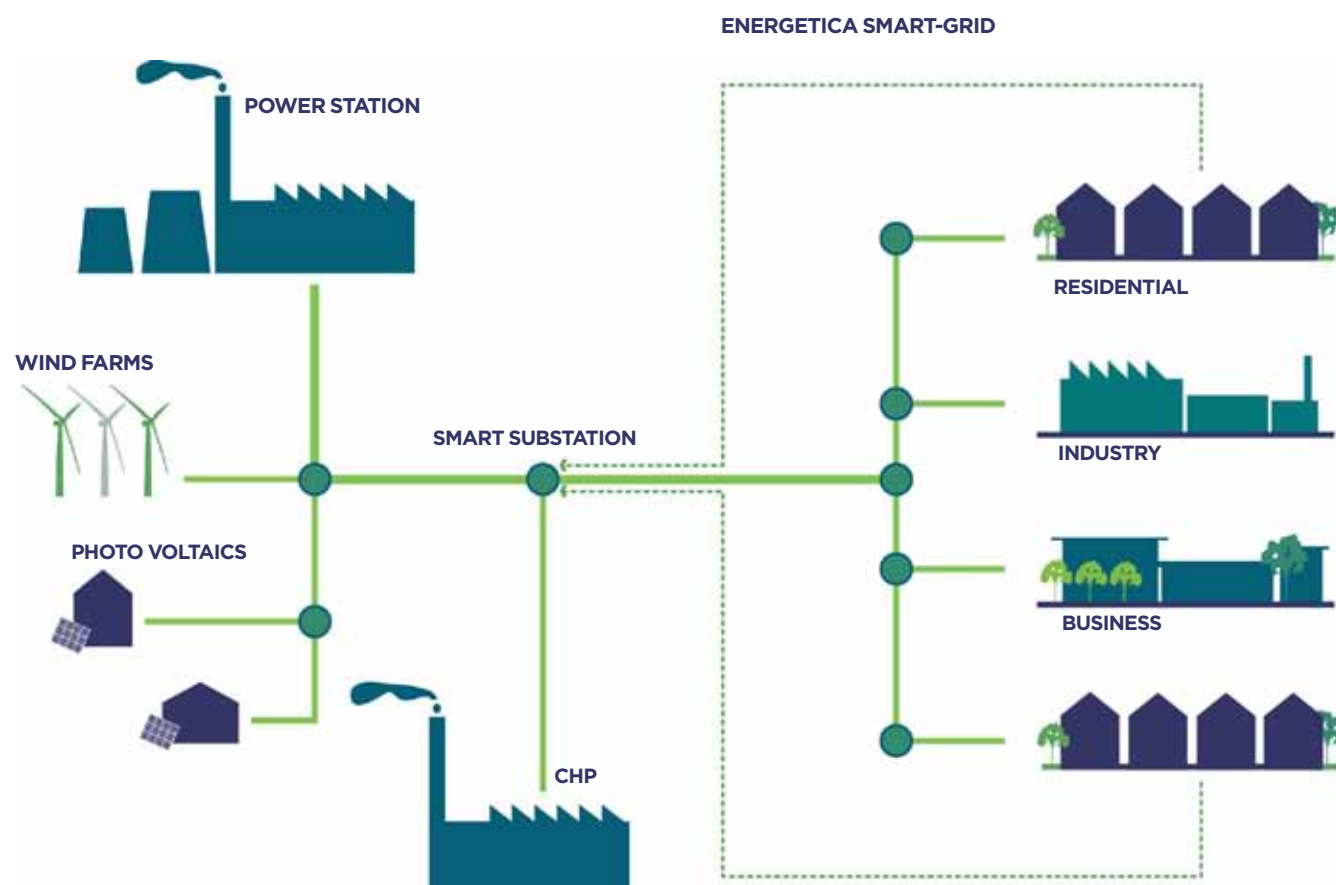 ENERGETICA SMART-GRID
POWER STATION
WIND FARMS
PHOTO VOLTAICS
SMART SUBSTATION
CHP
RESIDENTIAL
INDUSTRY
BUSINESS